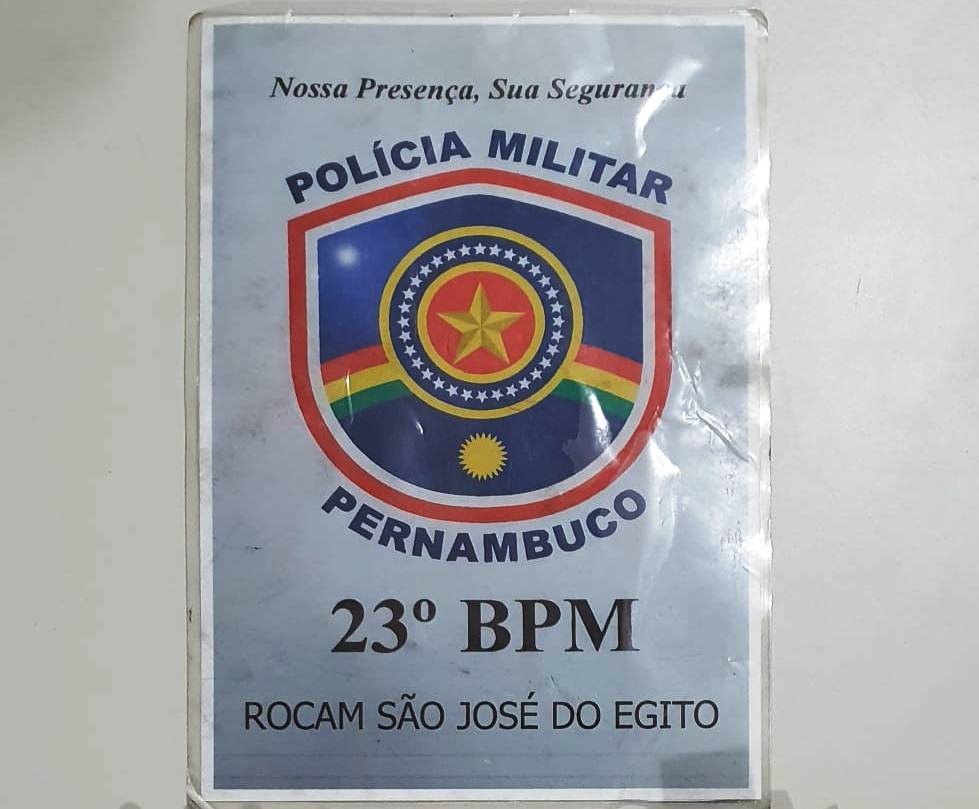 Nossa Presença, Sua Segurança
POLÍCIA MILITAR
PERNAMBUCO
23º BPM
ROCAM SÃO JOSÉ DO EGITO